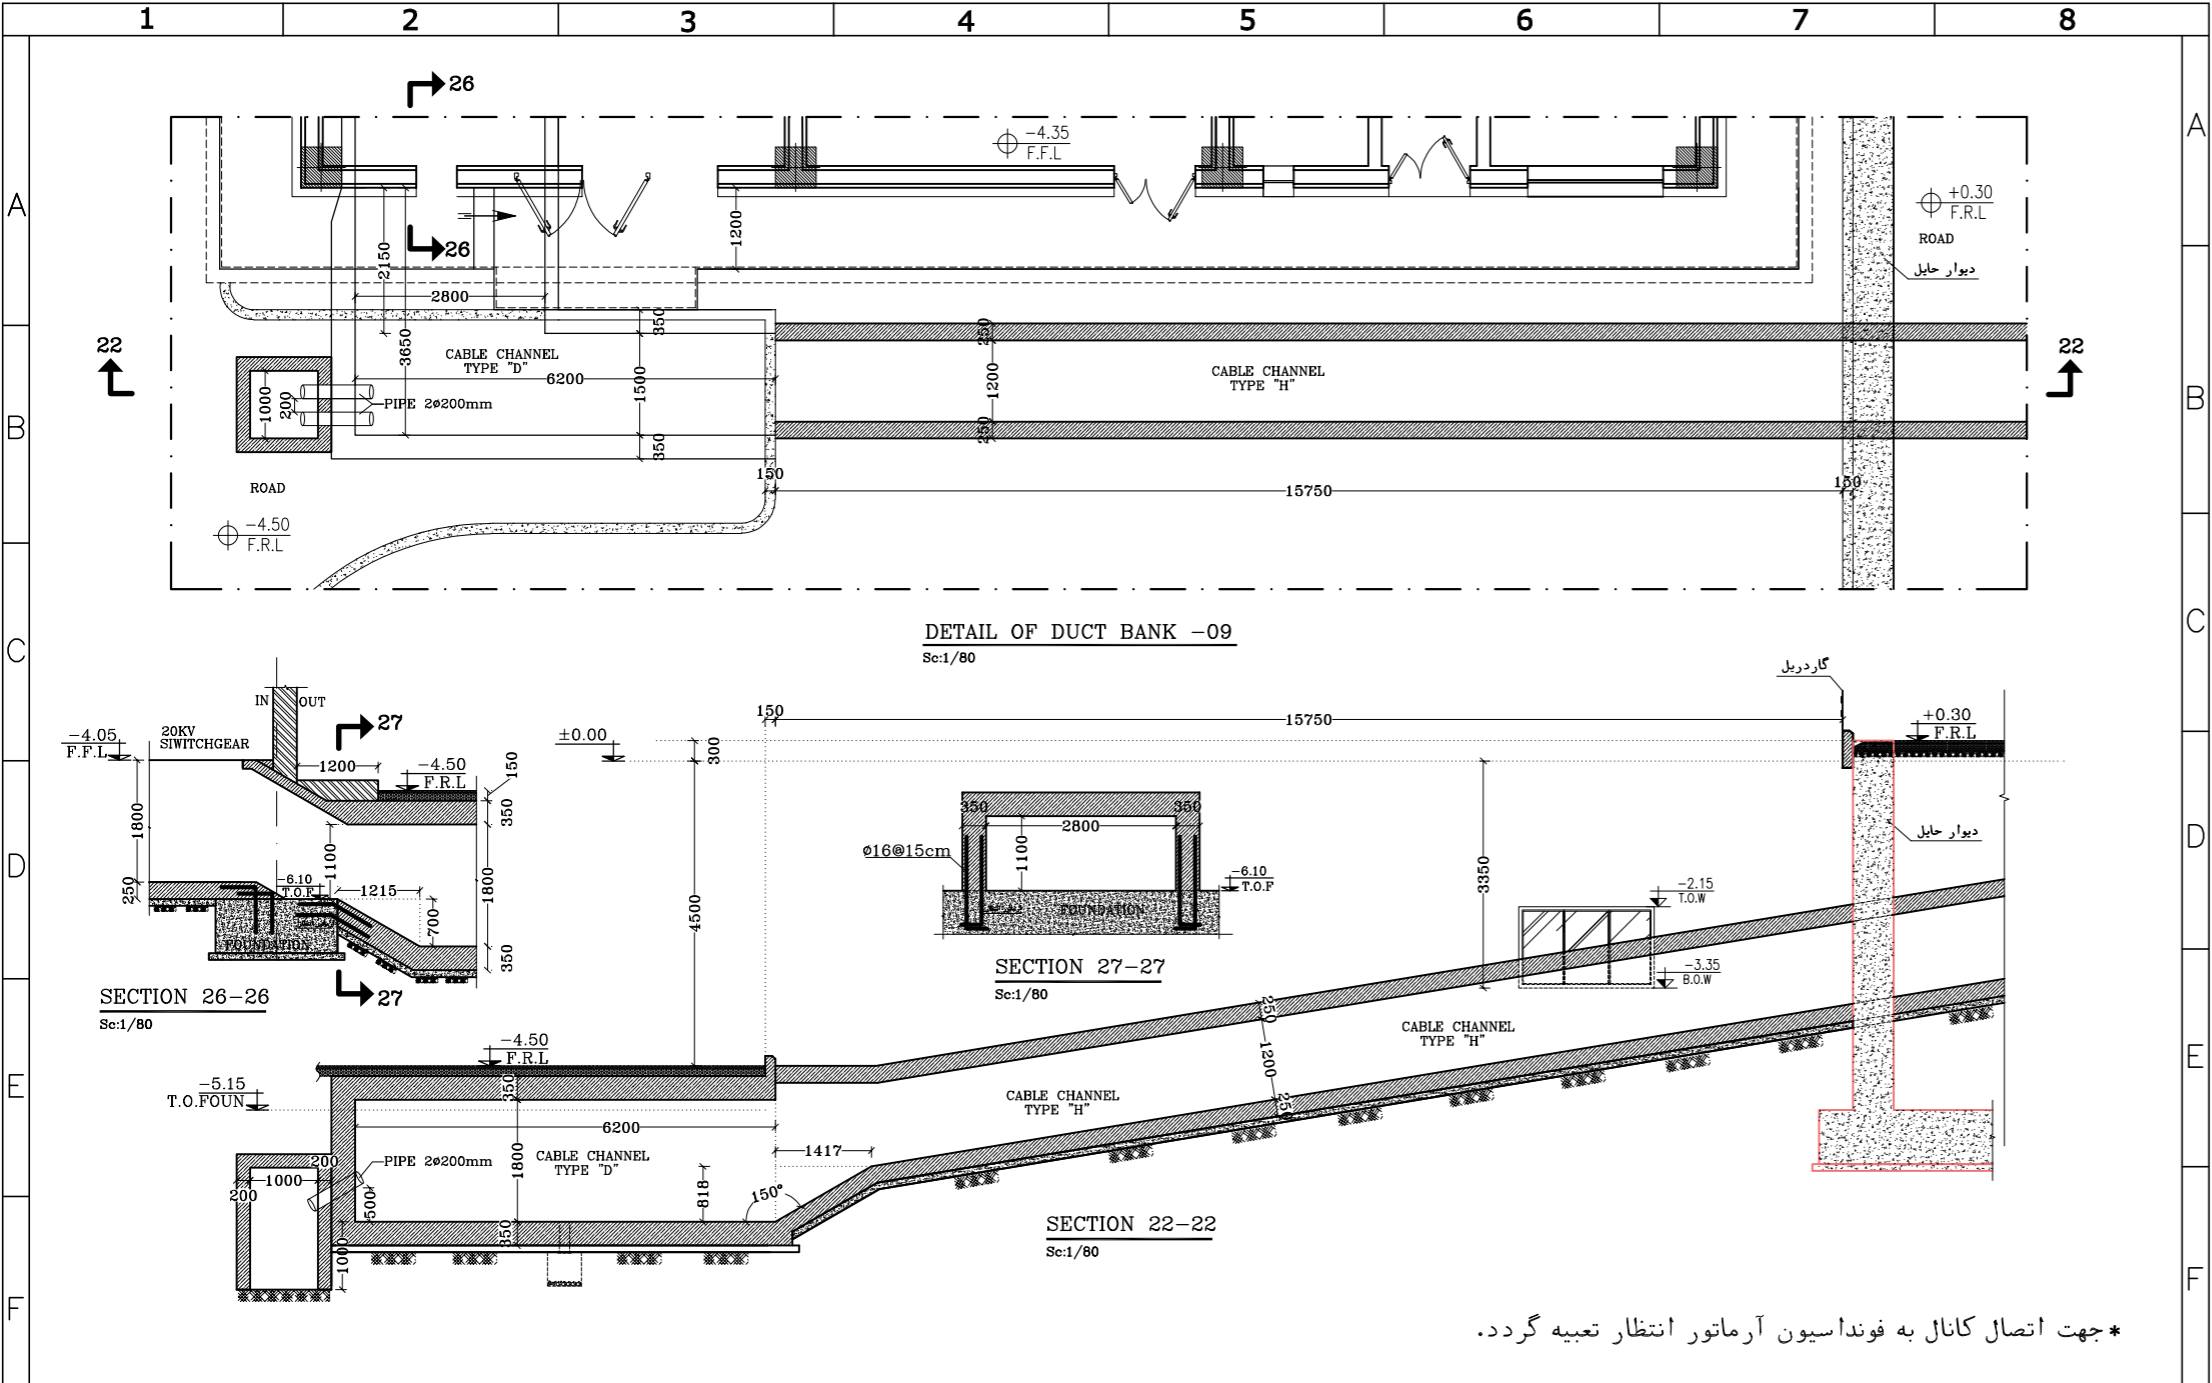 1 2 3 4 5 6 7 8
A
A
B
B
C
C
D
D
E
E
F
F
26
26
-4.35
F.F.L
+0.30
F.R.L
ROAD
دیوار حایل
1200
2150
2800
3650
350
1500
350
CABLE CHANNEL
TYPE "D"
6200
22
22
1000
200
PIPE 2ø200mm
250
1200
250
CABLE CHANNEL
TYPE "H"
150
15750
150
ROAD
-4.50
F.R.L
DETAIL OF DUCT BANK -09
Sc:1/80
IN OUT
27
-4.05
F.F.L
20KV
SIWITCHGEAR
1200
-4.50
F.R.L
150
350
1800
1100
250
-6.10
T.O.F
1215
1800
700
350
FOUNDATION
27
SECTION 26-26
Sc:1/80
350
350
2800
1100
ø16@15cm
-6.10
T.O.F
FOUNDATION
SECTION 27-27
Sc:1/80
گاردریل
150
15750
±0.00
300
+0.30
F.R.L
دیوار حایل
4500
3350
-2.15
T.O.W
-3.35
B.O.W
250
1200
250
CABLE CHANNEL
TYPE "H"
-4.50
F.R.L
-5.15
T.O.FOUN
350
6200
CABLE CHANNEL
TYPE "H"
1417
CABLE CHANNEL
TYPE "D"
PIPE 2ø200mm
200
1000
200
500
1800
818
150°
350
1000
SECTION 22-22
Sc:1/80
*جهت اتصال کانال به فونداسیون آرماتور انتظار تعبیه گردد.